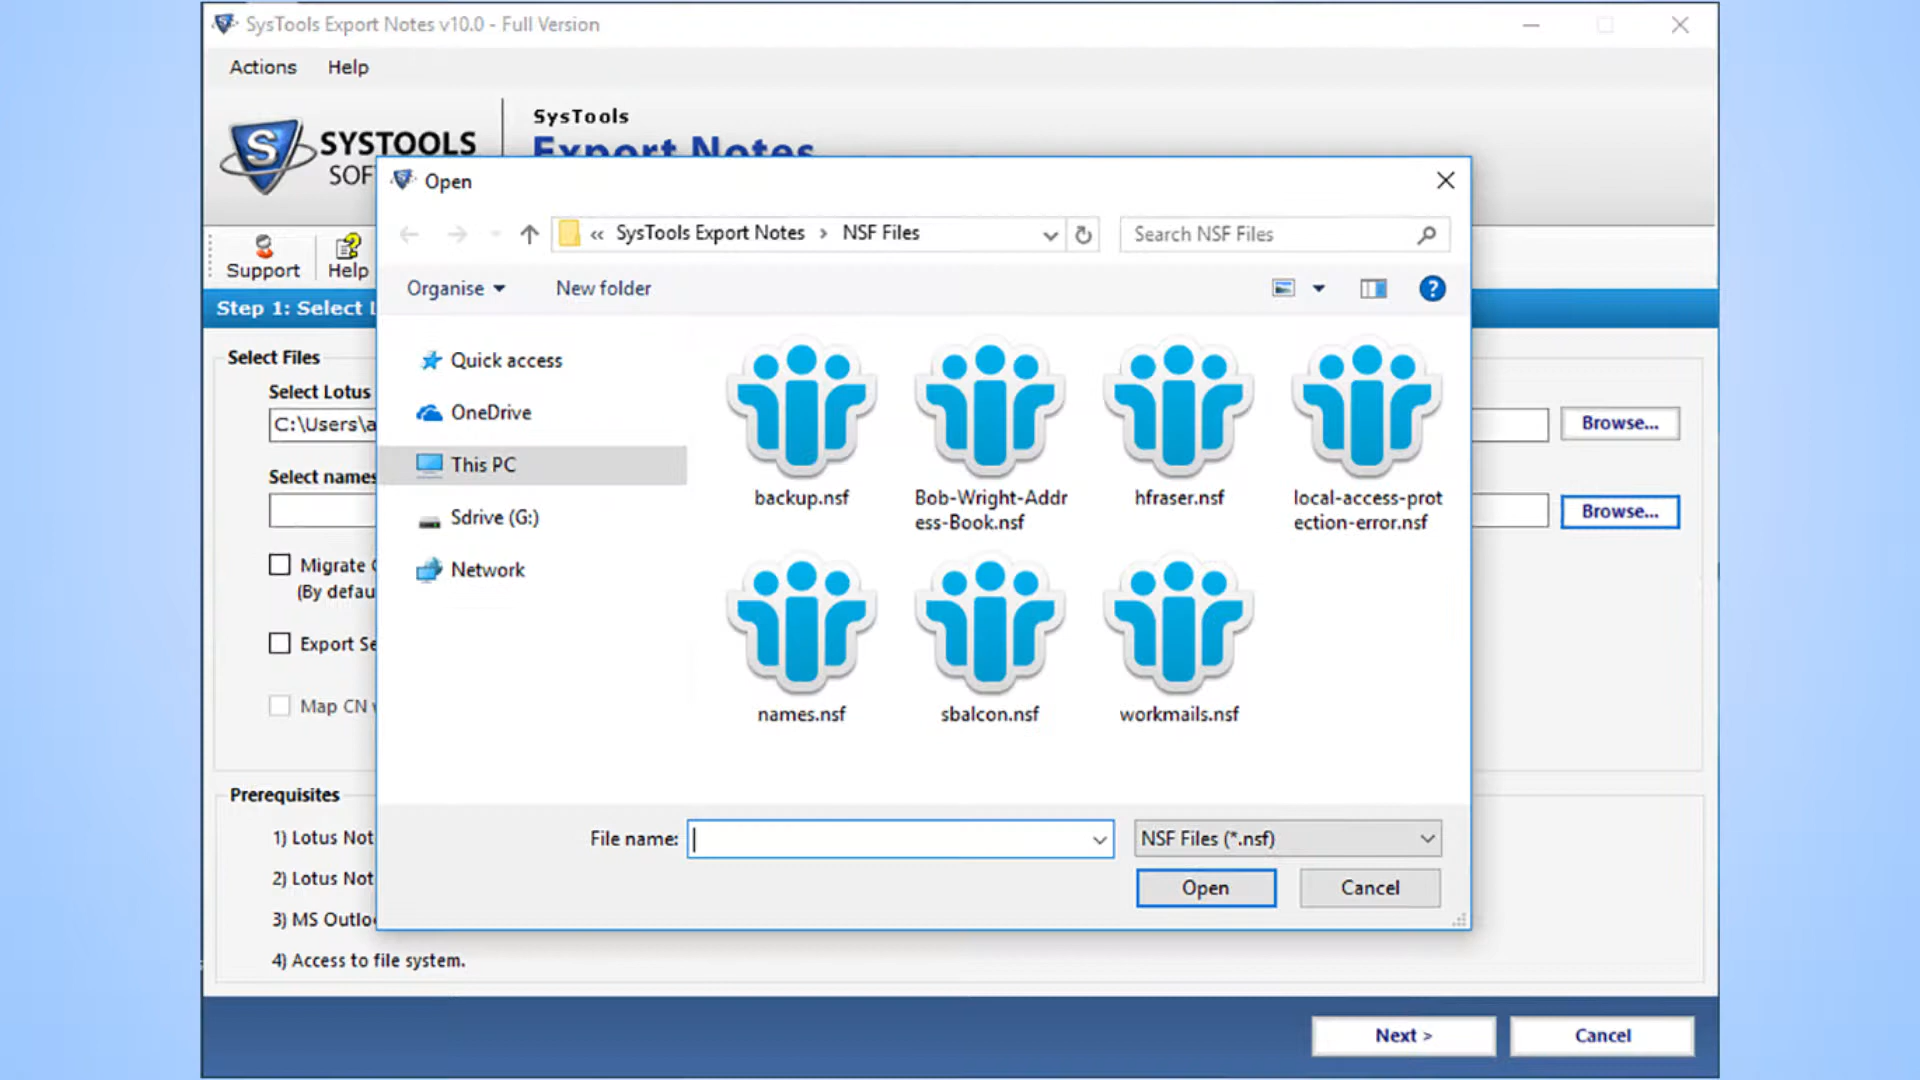 SysTools Export Notes v10.0 - Full Version
Actions Help
SYSTOOLS
SOF
SysTools
Export Notes
Support
Help
Step 1: Select L
Select Files
Select Lotus
C:\Users\a
Browse...
Select names
Browse...
Migrate
(By defau
Export Se
Map CN
Prerequisites
1) Lotus Not
2) Lotus Not
3) MS Outlo
4) Access to file system.
Next >
Cancel
Open
« SysTools Export Notes › NSF Files
Search NSF Files
Organise
New folder
Quick access
OneDrive
This PC
Sdrive (G:)
Network
backup.nsf
Bob-Wright-Addr
ess-Book.nsf
hfraser.nsf
local-access-prot
ection-error.nsf
names.nsf
sbalcon.nsf
workmails.nsf
File name:
NSF Files (*.nsf)
Open
Cancel